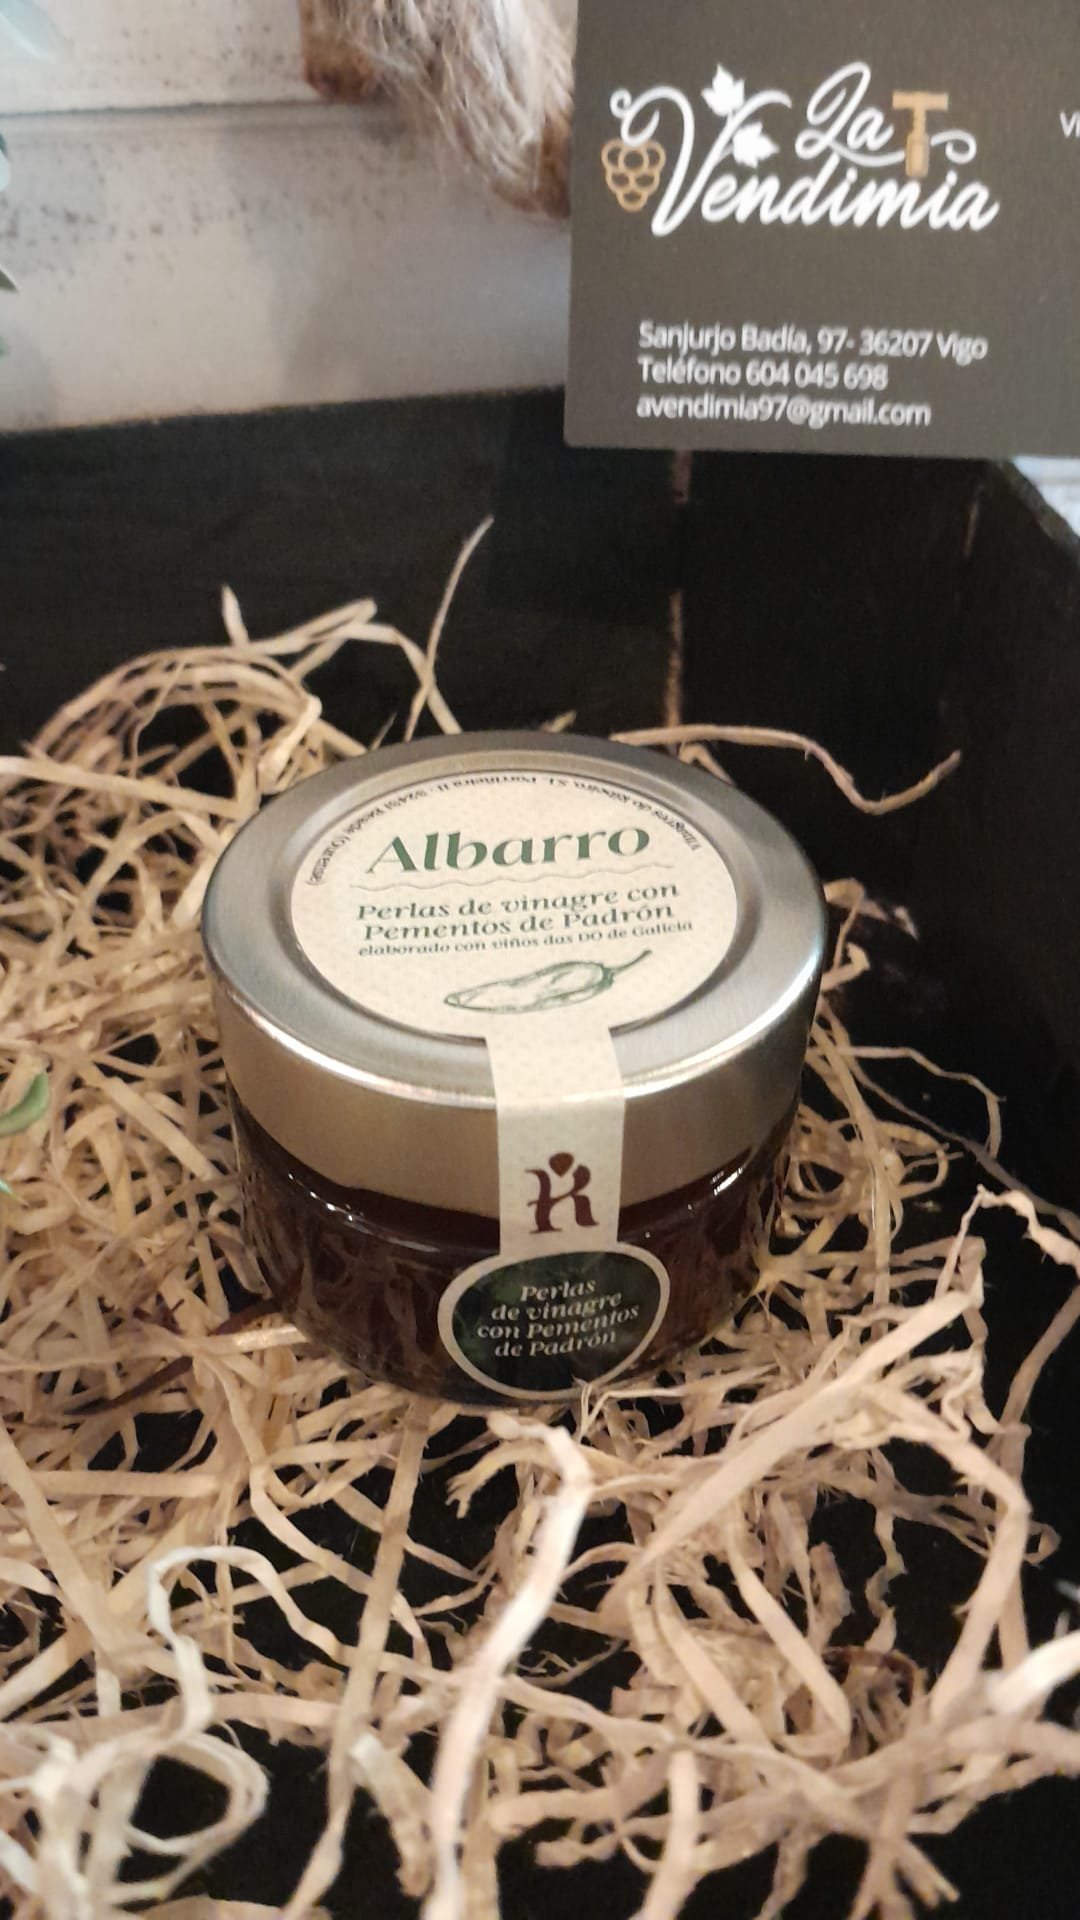 La
Vendimia
Sanjurjo Badía, 97- 36207 Vigo
Teléfono 604 045 698
avendimia97@gmail.com
Albarro
Perlas de vinagre con
Pementos de Padrón
elaborado con viños das DO de Galicia
Perlas
de vinagre
con Pementos
de Padrón